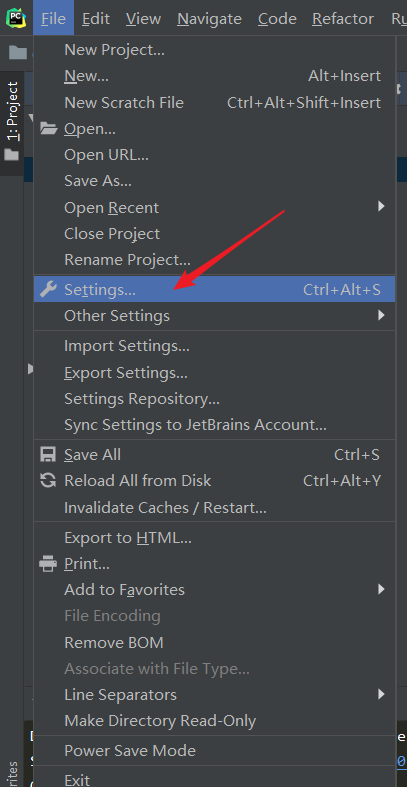 PC
File Edit View Navigate Code Refactor
1: Project
New Project...
New... Alt+Insert
New Scratch File Ctrl+Alt+Shift+Insert
Open...
Open URL...
Save As...
Open Recent
Close Project
Rename Project...
Settings... Ctrl+Alt+S
Other Settings
Import Settings...
Export Settings...
Settings Repository...
Sync Settings to JetBrains Account...
Save All Ctrl+S
Reload All from Disk Ctrl+Alt+Y
Invalidate Caches / Restart...
Export to HTML...
Print...
Add to Favorites
File Encoding
Remove BOM
Associate with File Type...
Line Separators
Make Directory Read-Only
Power Save Mode
Exit